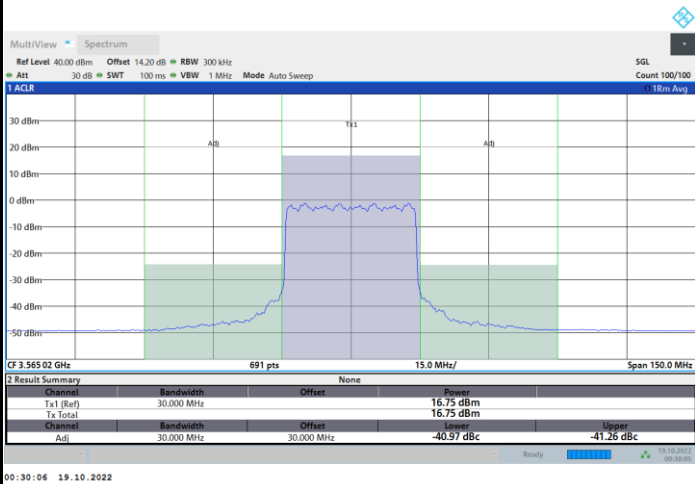 MultiView Spectrum
Ref Level 40.00 dBm Offset 14.20 dB RBW 300 kHz SGL
Att 30 dB SWT 100 ms VBW 1 MHz Mode Auto Sweep Count 100/100
1 ACLR 1Rm Avg
30 dBm
Tx1
20 dBm
Adj Adj
10 dBm
0 dBm
-10 dBm
-20 dBm
-30 dBm
-40 dBm
-50 dBm
CF 3.565 02 GHz 691 pts 15.0 MHz/ Span 150.0 MHz
2 Result Summary None
Channel Bandwidth Offset Power
Tx1 (Ref) 30.000 MHz 16.75 dBm
Tx Total 16.75 dBm
Channel Bandwidth Offset Lower Upper
Adj 30.000 MHz 30.000 MHz -40.97 dBc -41.26 dBc
Ready 19.10.2022
00:30:05
00:30:06 19.10.2022